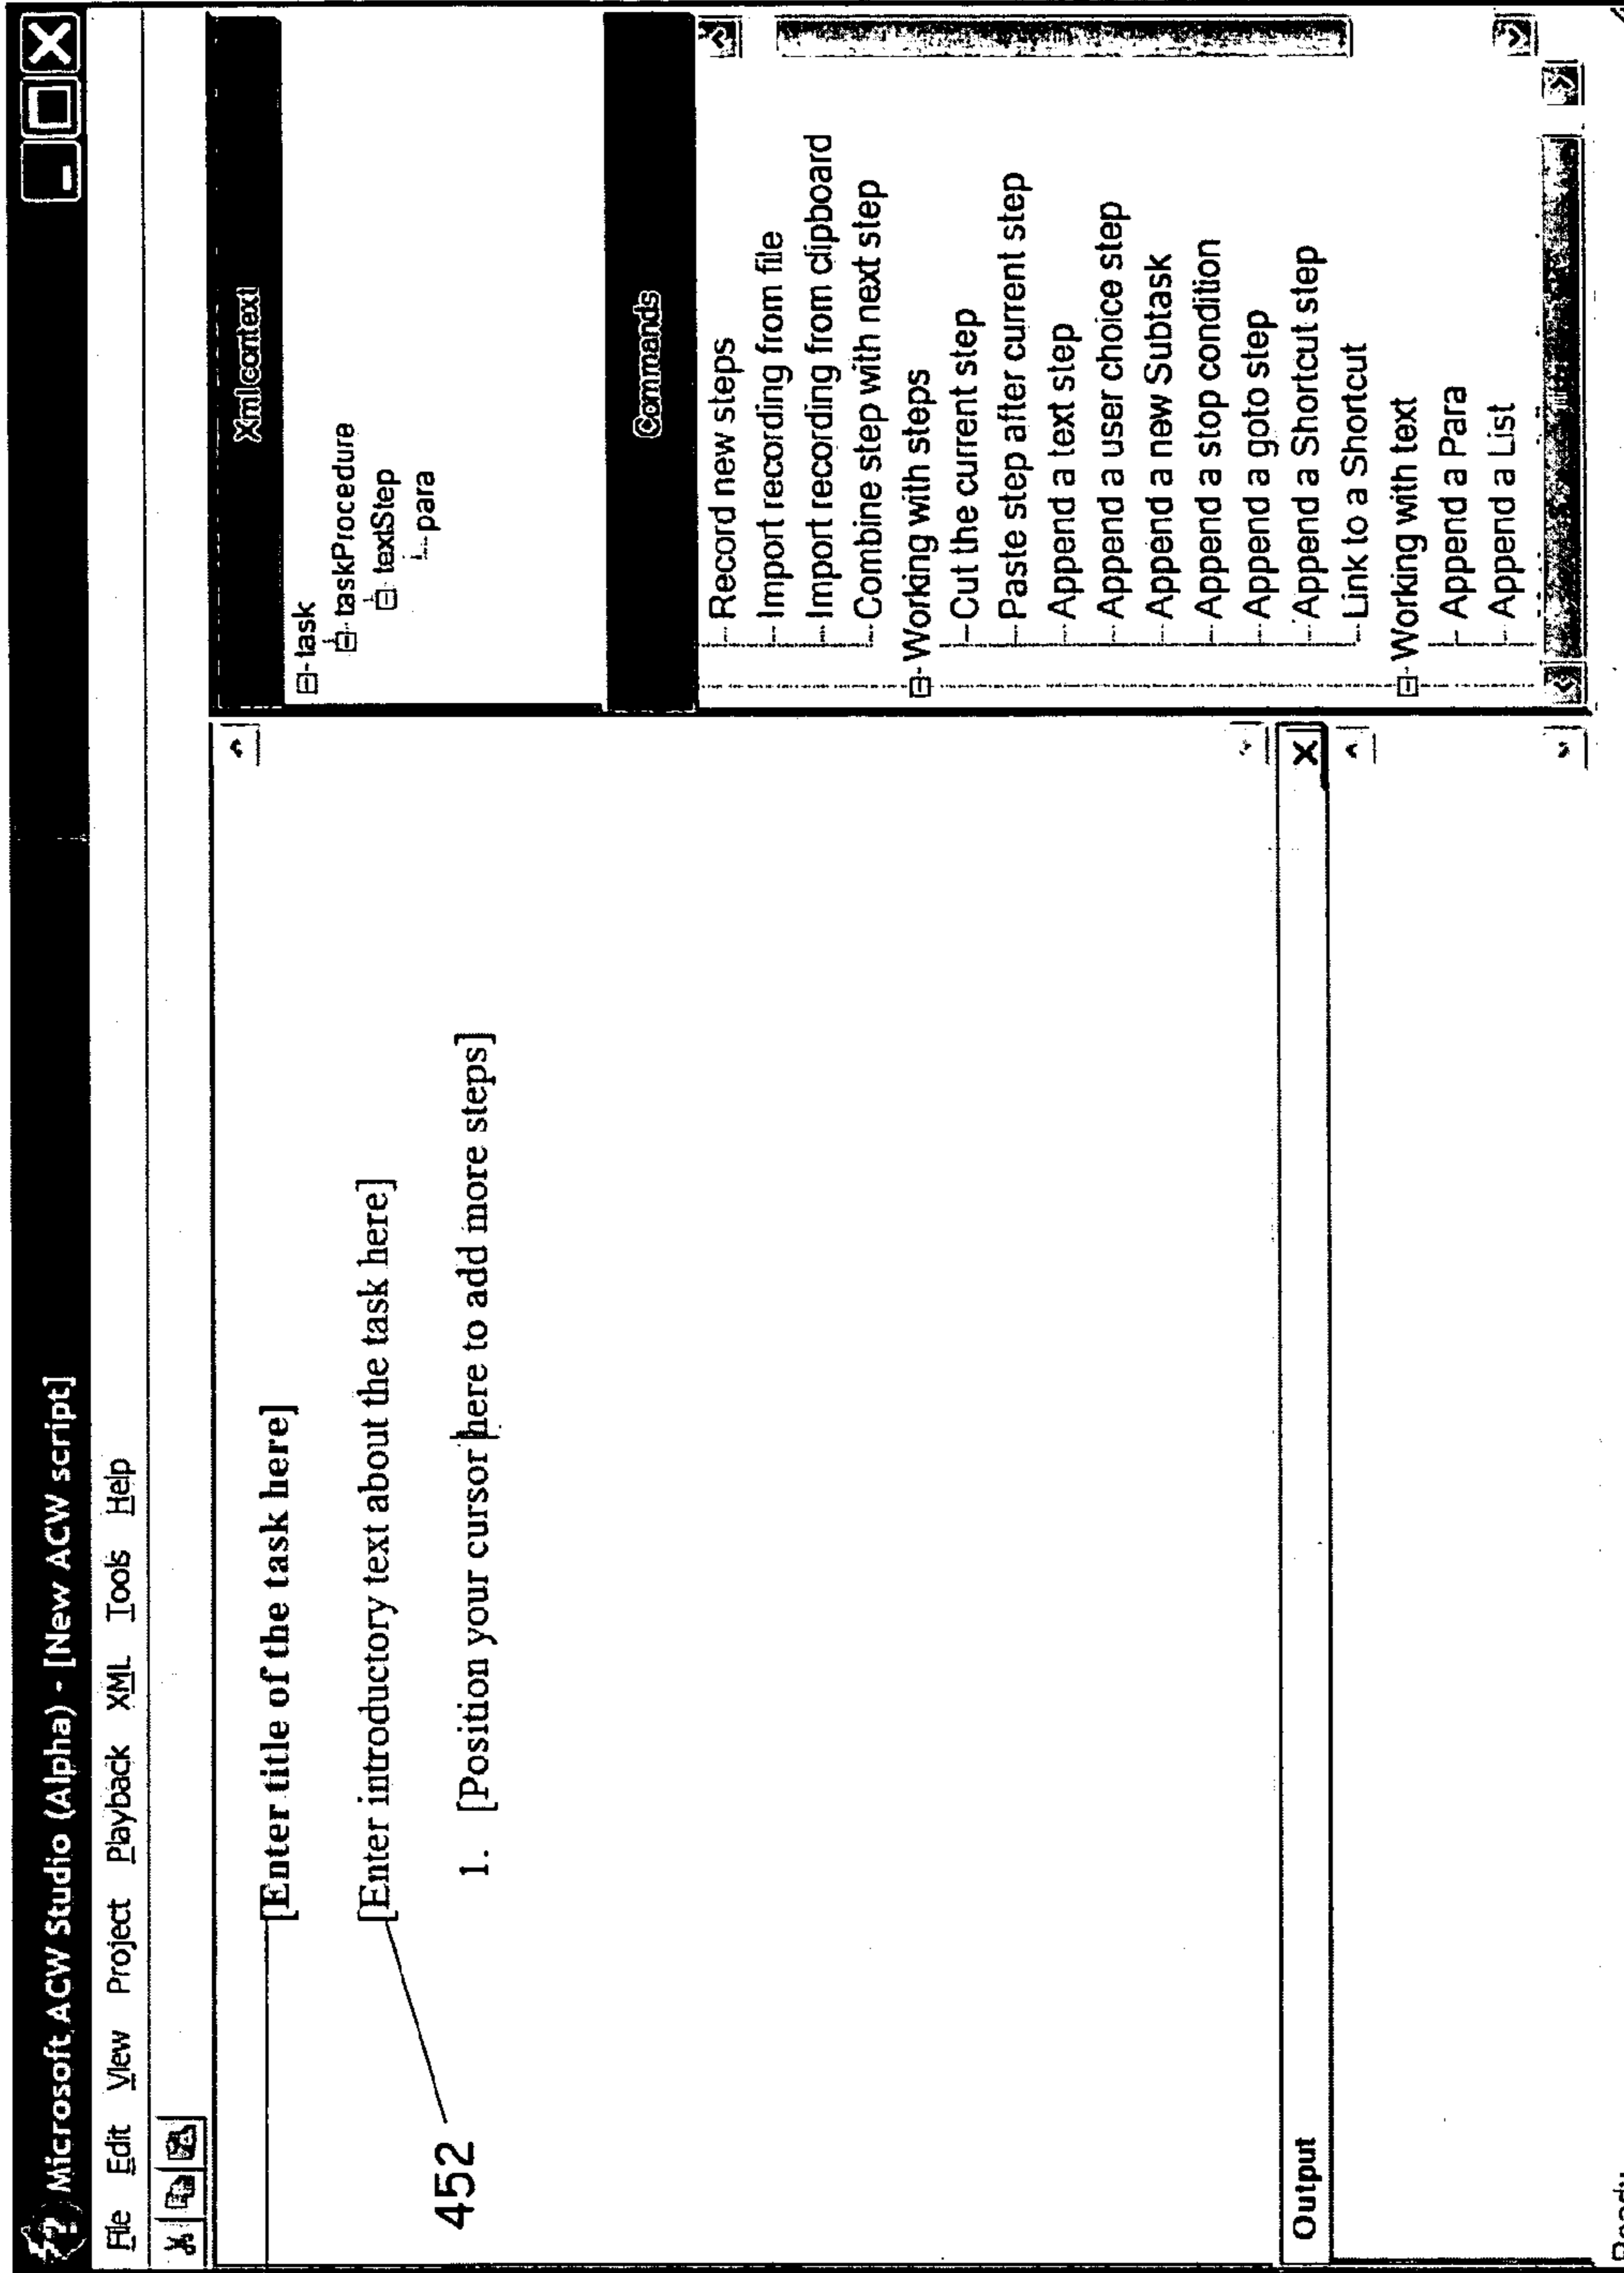 Microsoft ACW Studio (Alpha) - [New ACW script]
File Edit View Project Playback XML Tools Help
[Enter title of the task here]
[Enter introductory text about the task here]
452
1. [Position your cursor here to add more steps]
Output
Ready
Xml context
task
taskProcedure
textStep
para
Commands
Record new steps
Import recording from file
Import recording from clipboard
Combine step with next step
Working with steps
Cut the current step
Paste step after current step
Append a text step
Append a user choice step
Append a new Subtask
Append a stop condition
Append a goto step
Append a Shortcut step
Link to a Shortcut
Working with text
Append a Para
Append a List